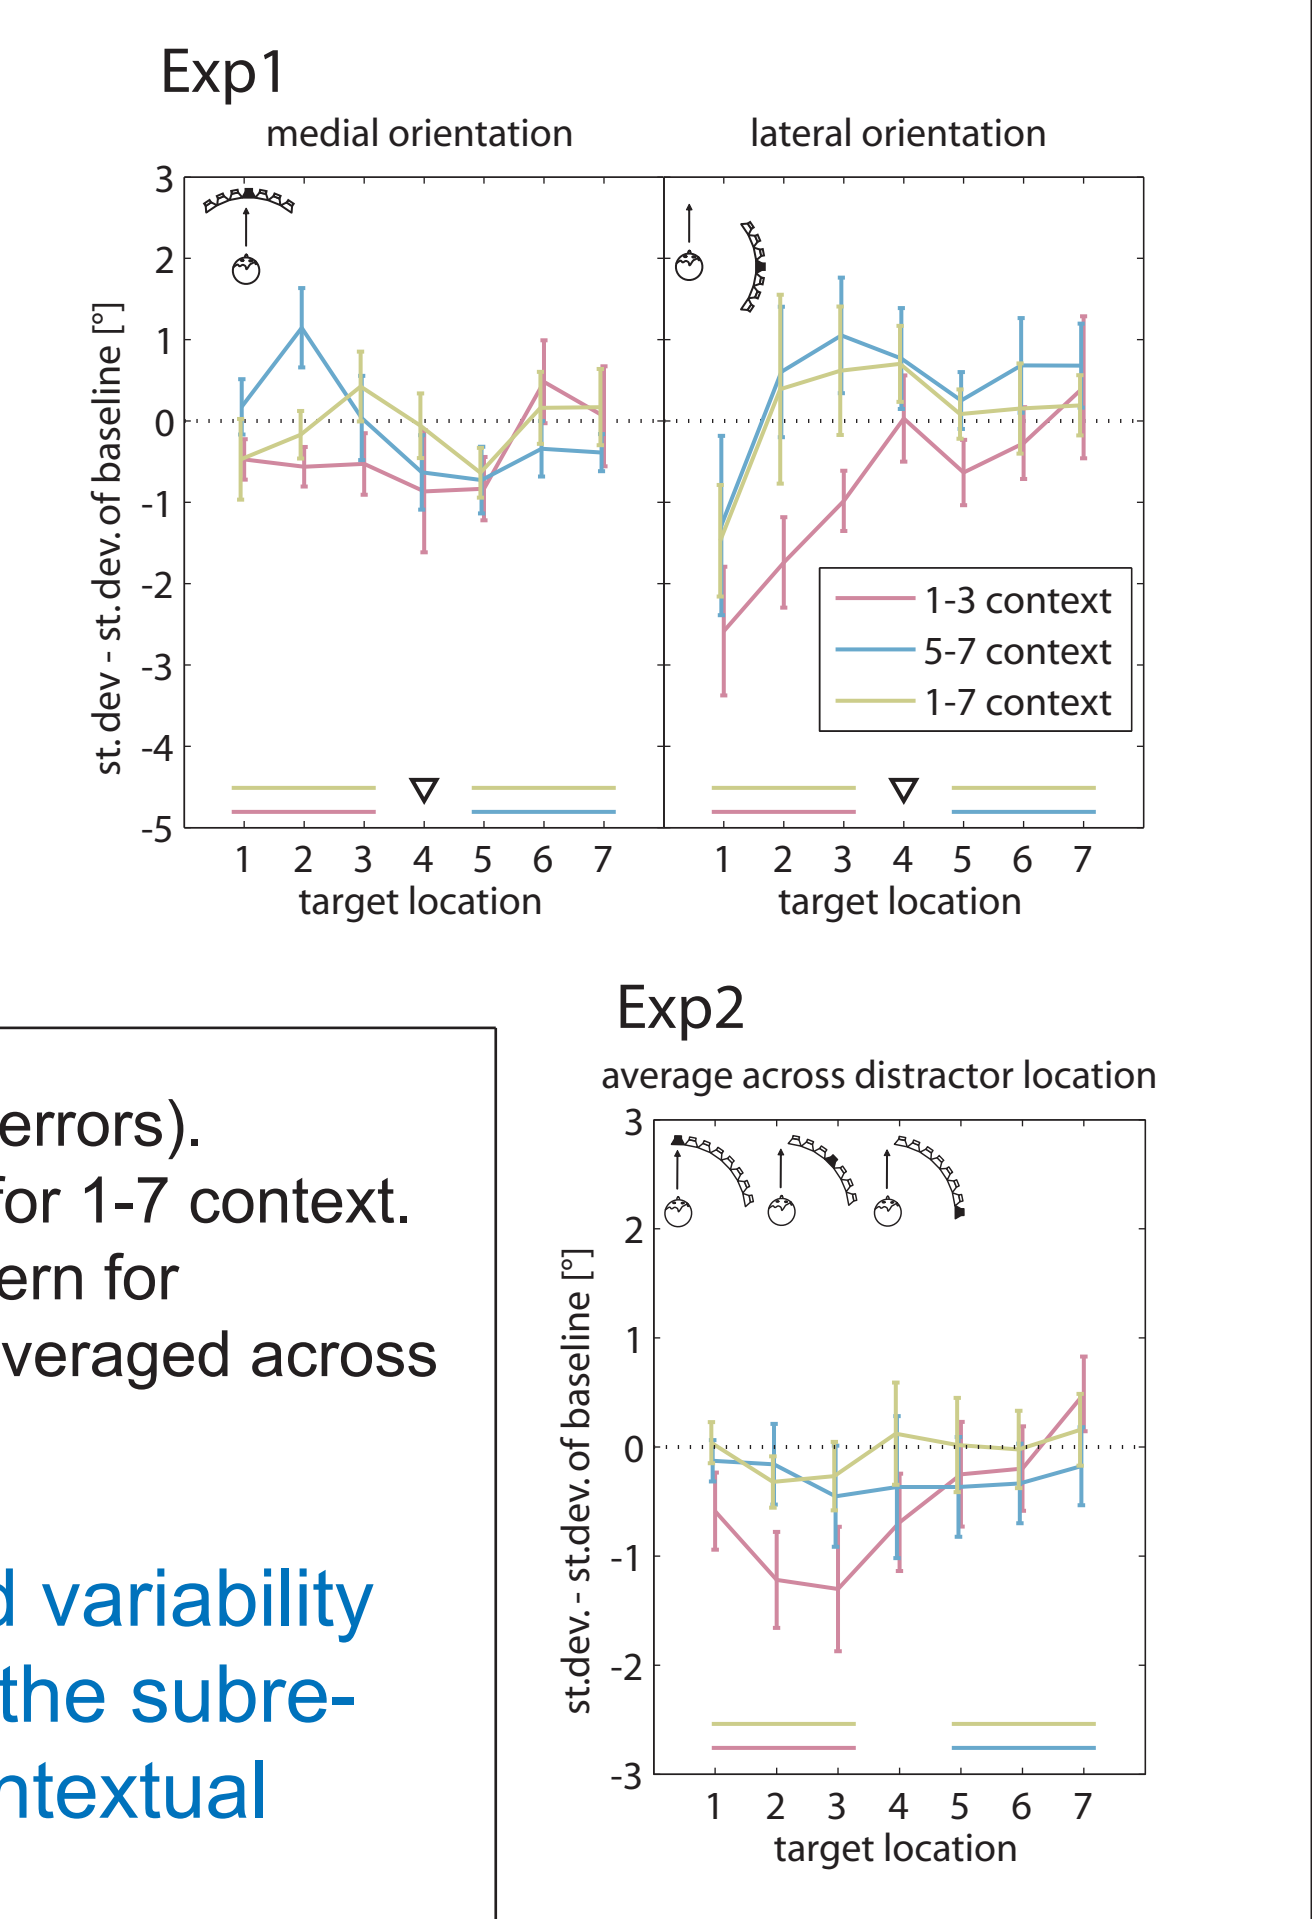 Exp1
medial orientation
lateral orientation
3
2
1
0
-1
-2
-3
-4
-5
st. dev - st. dev. of baseline [°]
1-3 context
5-7 context
1-7 context
1 2 3 4 5 6 7
target location
1 2 3 4 5 6 7
target location
errors).
for 1-7 context.
ern for
veraged across
d variability
the subre-
ntextual
Exp2
average across distractor location
3
2
1
0
-1
-2
-3
st.dev. - st.dev. of baseline [°]
1 2 3 4 5 6 7
target location